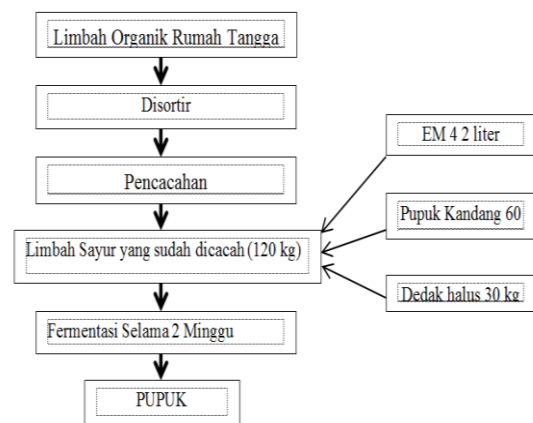 Limbah Organik Rumah Tangga
Disortir
Pencacahan
Limbah Sayur yang sudah dicacah (120 kg)
Fermentasi Selama 2 Minggu
PUPUK
EM 4 2 liter
Pupuk Kandang 60
Dedak halus 30 kg